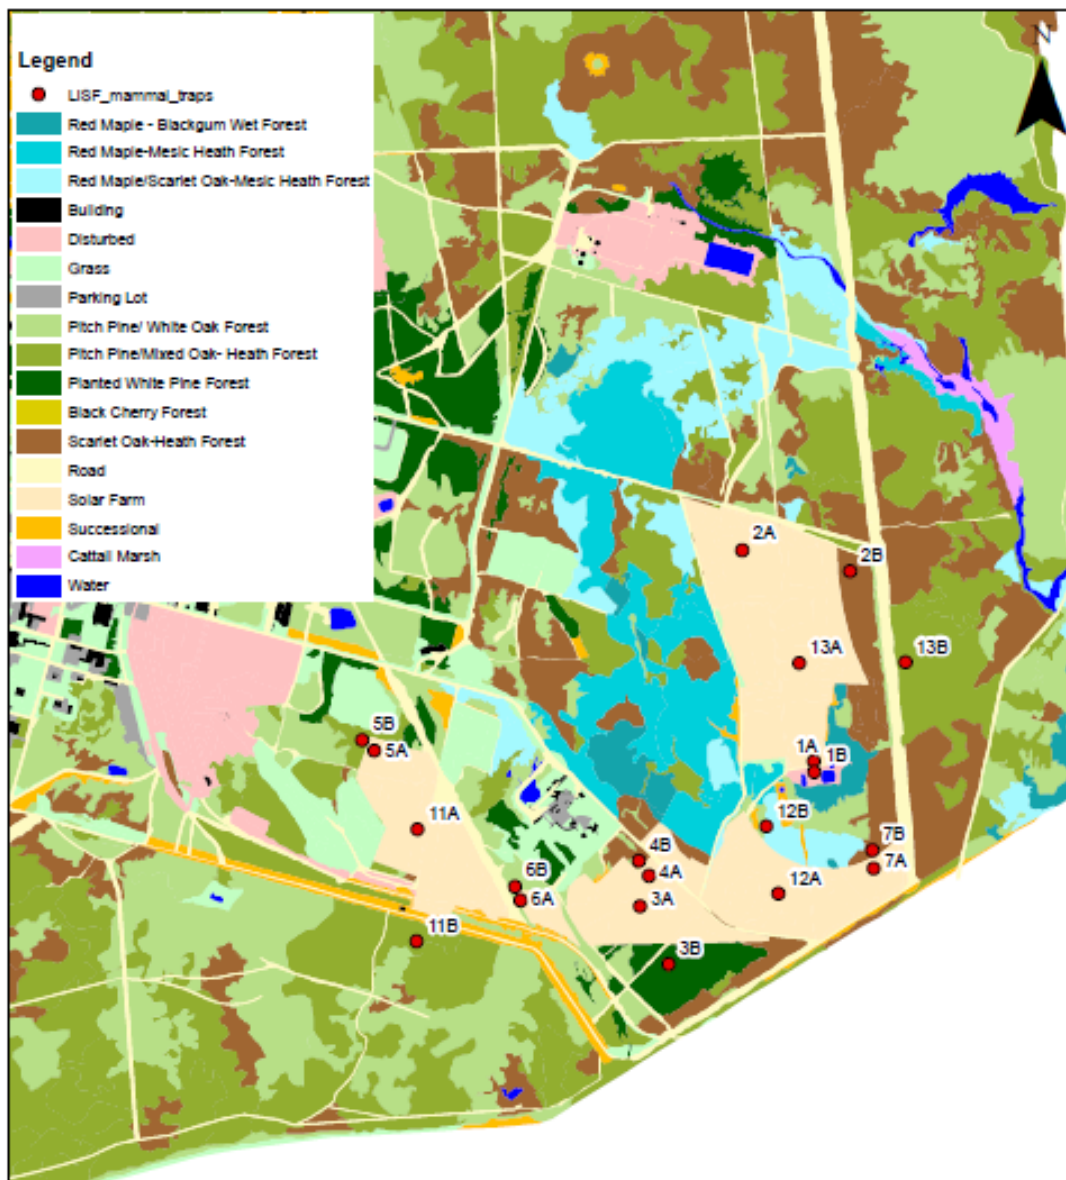 N
Legend
LISF_mammal_traps
Red Maple - Blackgum Wet Forest
Red Maple-Mesic Heath Forest
Red Maple/Scarlet Oak-Mesic Heath Forest
Building
Disturbed
Grass
Parking Lot
Pitch Pine/ White Oak Forest
Pitch Pine/Mixed Oak- Heath Forest
Planted White Pine Forest
Black Cherry Forest
Scarlet Oak-Heath Forest
Road
Solar Farm
Successional
Cattail Marsh
Water
2A
2B
13A
13B
5B
5A
1A
1B
11A
12B
4B
7B
7A
4A
6B
6A
3A
12A
11B
3B